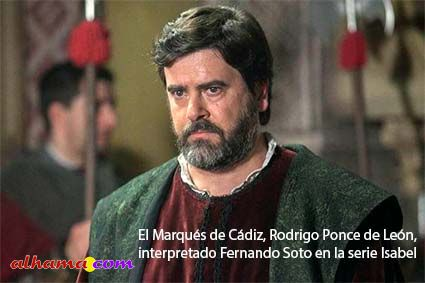 El Marqués de Cádiz, Rodrigo Ponce de León,
interpretado Fernando Soto en la serie Isabel
alhama.com